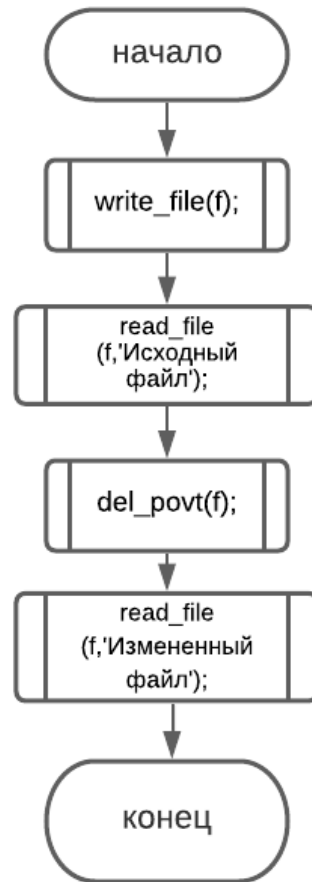 начало
write_file(f);
read_file
(f,'Исходный
файл');
del_povt(f);
read_file
(f,'Измененный
файл');
конец